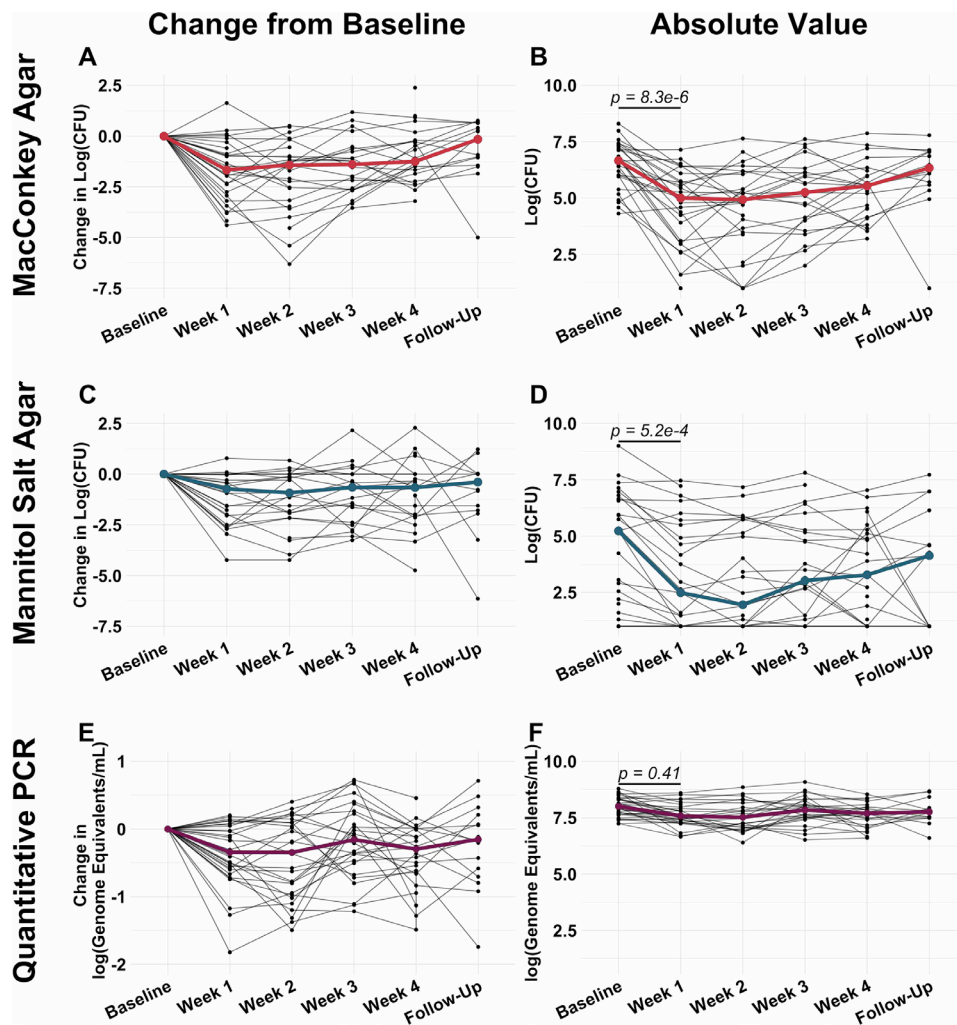 Change from Baseline
Absolute Value
MacConkey Agar
A
Change in Log(CFU)
2.5
0.0
-2.5
-5.0
-7.5
Baseline
Week 1
Week 2
Week 3
Week 4
Follow-Up
B
Log(CFU)
10.0
7.5
5.0
2.5
p = 8.3e-6
Baseline
Week 1
Week 2
Week 3
Week 4
Follow-Up
Mannitol Salt Agar
C
Change in Log(CFU)
2.5
0.0
-2.5
-5.0
-7.5
Baseline
Week 1
Week 2
Week 3
Week 4
Follow-Up
D
Log(CFU)
10.0
7.5
5.0
2.5
p = 5.2e-4
Baseline
Week 1
Week 2
Week 3
Week 4
Follow-Up
Quantitative PCR
E
Change in
log(Genome Equivalents/mL)
1
0
-1
-2
Baseline
Week 1
Week 2
Week 3
Week 4
Follow-Up
F
log(Genome Equivalents/mL)
10.0
7.5
5.0
2.5
p = 0.41
Baseline
Week 1
Week 2
Week 3
Week 4
Follow-Up